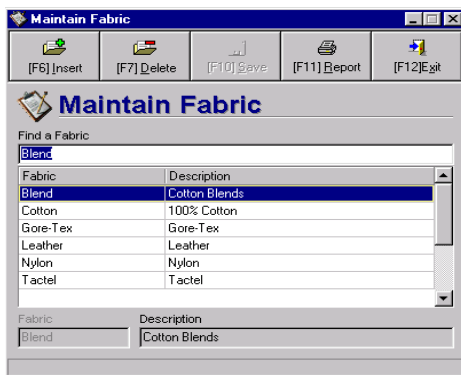 Maintain Fabric
[F6] Insert [F7] Delete [F10] Save [F11] Report [F12]Exit
Maintain Fabric
Find a Fabric
Blend
Fabric Description
Blend Cotton Blends
Cotton 100% Cotton
Gore-Tex Gore-Tex
Leather Leather
Nylon Nylon
Tactel Tactel
Fabric Description
Blend Cotton Blends